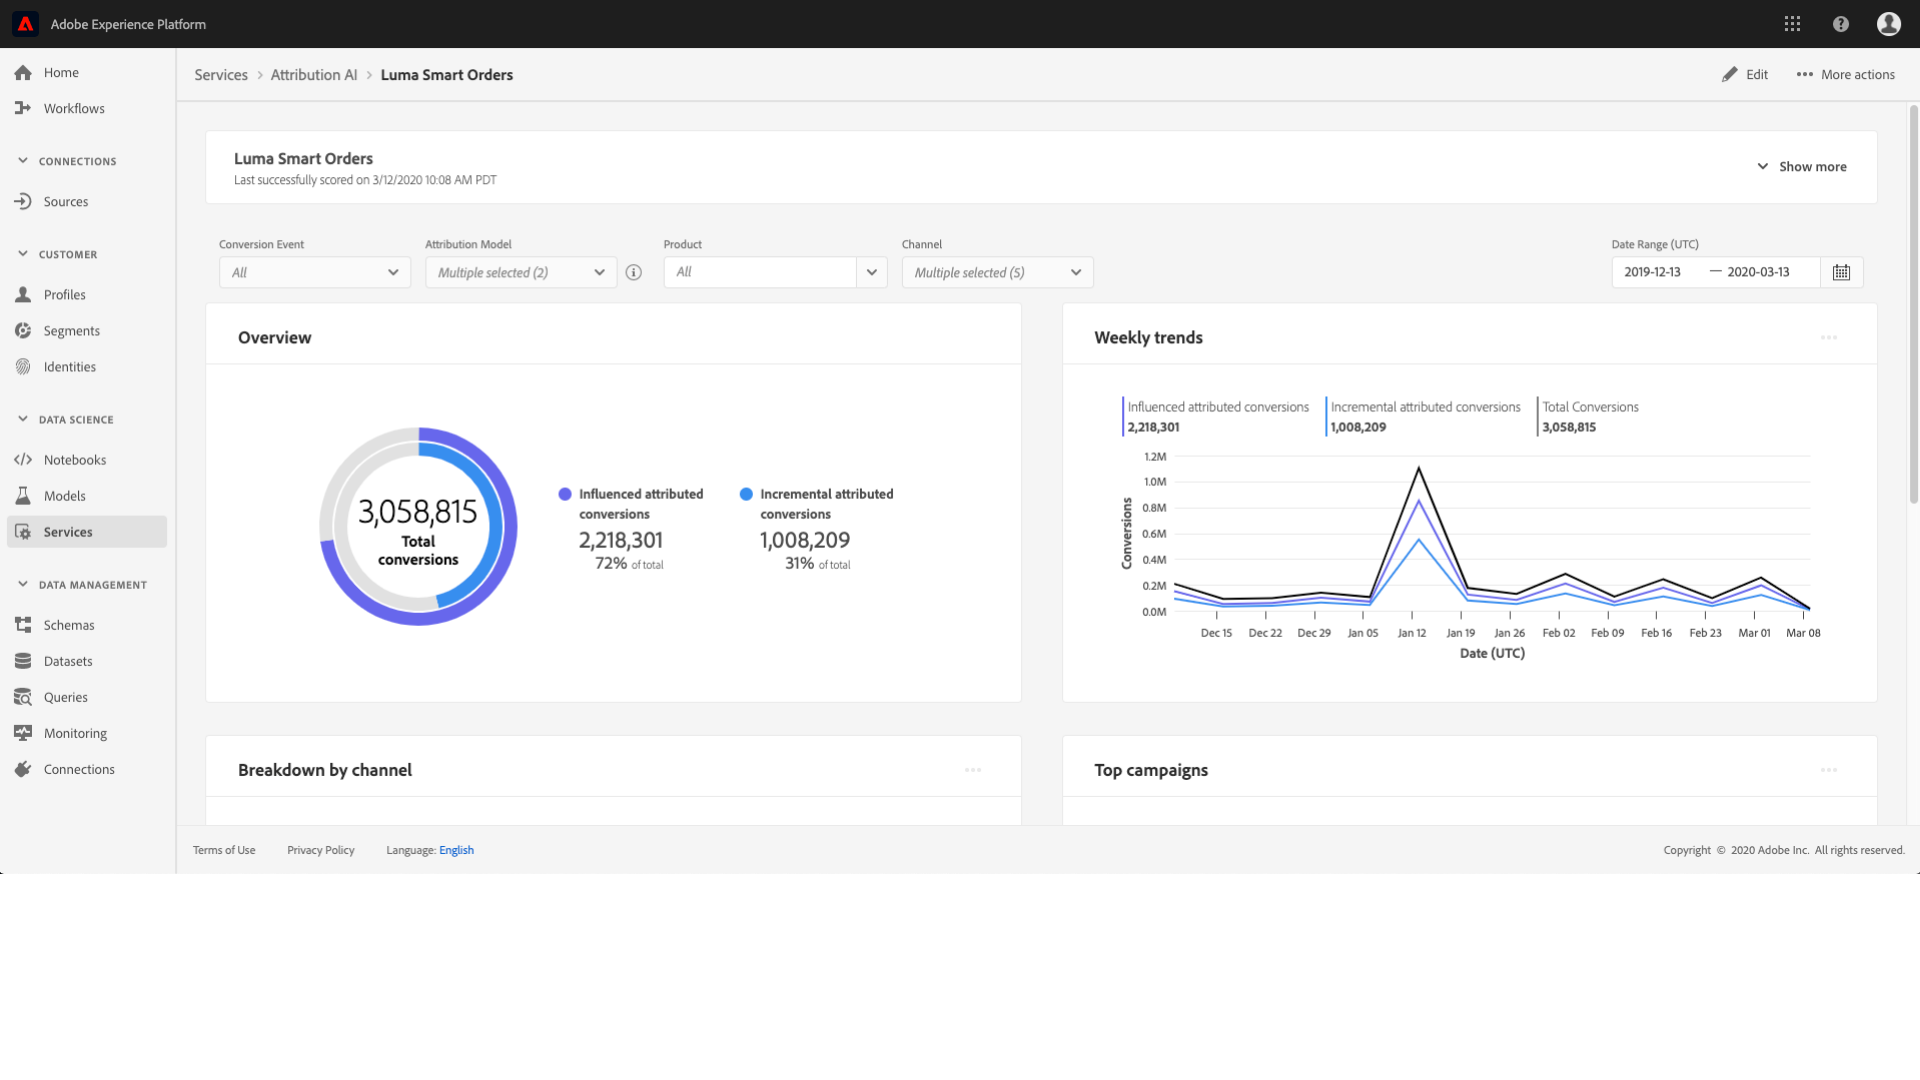 Adobe Experience Platform
Home
Workflows
CONNECTIONS
Sources
CUSTOMER
Profiles
Segments
Identities
DATA SCIENCE
Notebooks
Models
Services
DATA MANAGEMENT
Schemas
Datasets
Queries
Monitoring
Connections
Services > Attribution AI > Luma Smart Orders
Edit
More actions
Luma Smart Orders
Last successfully scored on 3/12/2020 10:08 AM PDT
Show more
Conversion Event
All
Attribution Model
Multiple selected (2)
Product
All
Channel
Multiple selected (5)
Date Range (UTC)
2019-12-13 — 2020-03-13
Overview
3,058,815
Total
conversions
Influenced attributed
conversions
2,218,301
72% of total
Incremental attributed
conversions
1,008,209
31% of total
Weekly trends
Influenced attributed conversions
2,218,301
Incremental attributed conversions
1,008,209
Total Conversions
3,058,815
Conversions
1.2M
1.0M
0.8M
0.6M
0.4M
0.2M
0.0M
Dec 15 Dec 22 Dec 29 Jan 05 Jan 12 Jan 19 Jan 26 Feb 02 Feb 09 Feb 16 Feb 23 Mar 01 Mar 08
Date (UTC)
Breakdown by channel
Top campaigns
Terms of Use
Privacy Policy
Language: English
Copyright © 2020 Adobe Inc. All rights reserved.